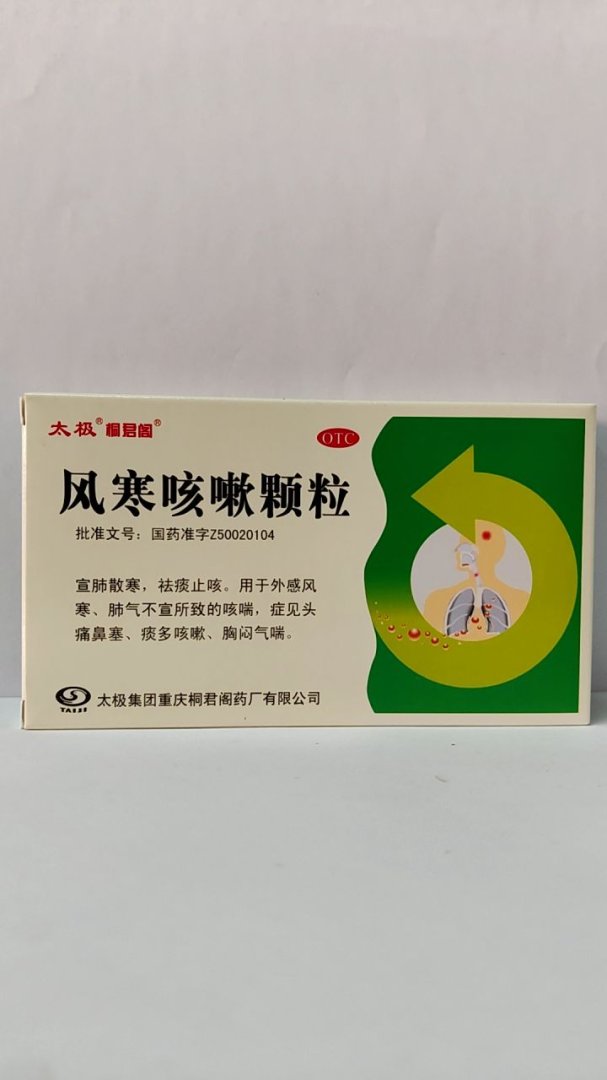 太极® 桐君阁®
OTC
风寒咳嗽颗粒
批准文号：国药准字Z50020104
宣肺散寒，祛痰止咳。用于外感风
寒、肺气不宣所致的咳喘，症见头
痛鼻塞、痰多咳嗽、胸闷气喘。
TAIJI
太极集团重庆桐君阁药厂有限公司